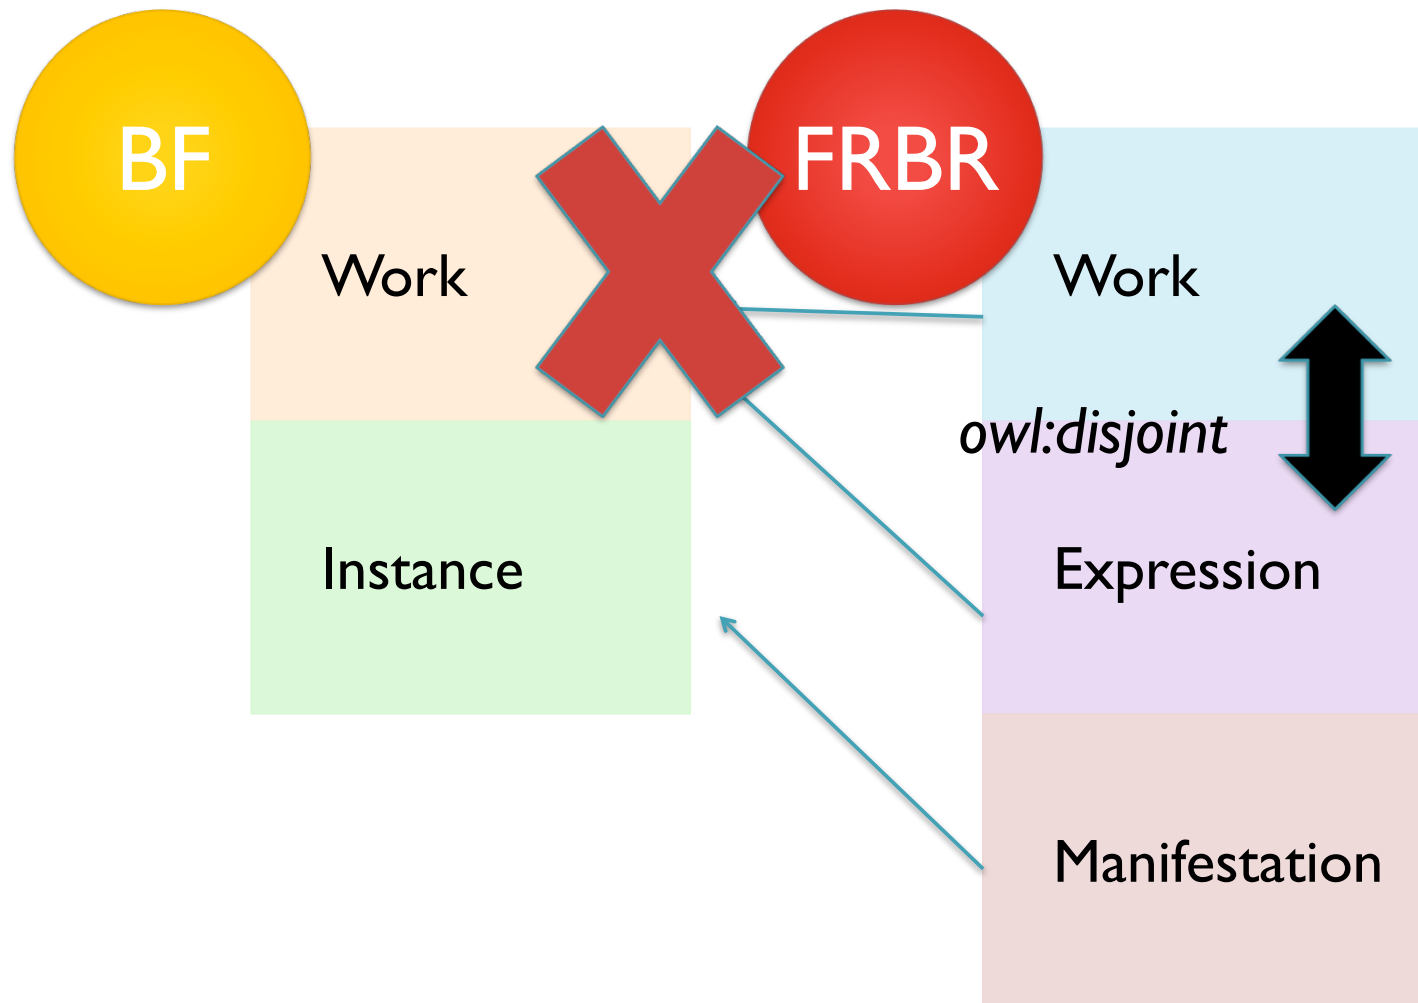 BF
FRBR
Work
Work
owl:disjoint
Instance
Expression
Manifestation